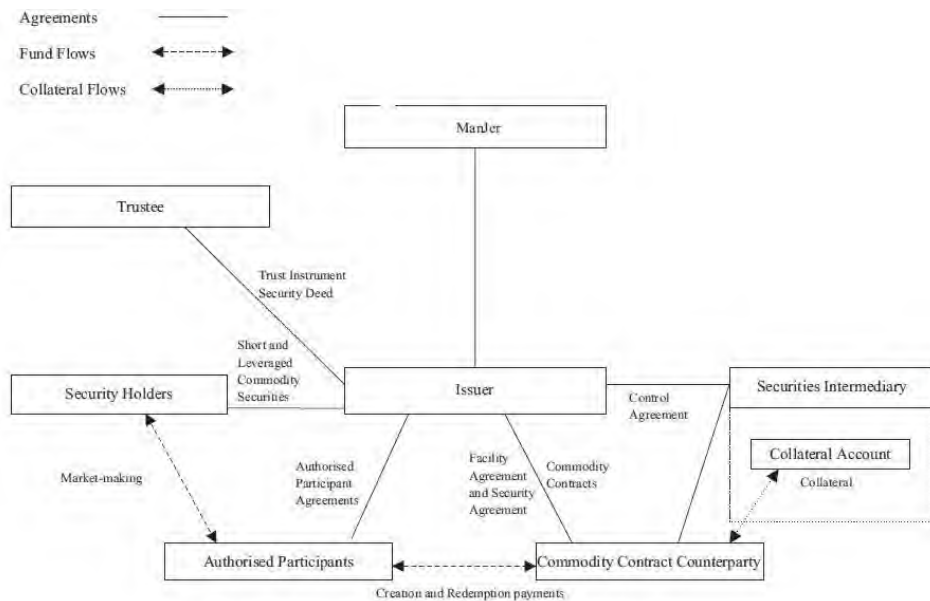 Agreements
Fund Flows
Collateral Flows
ManJer
Trustee
Trust Instrument
Security Deed
Short and
Leveraged
Commodity
Securities
Security Holders
Issuer
Securities Intermediary
Control
Agreement
Collateral Account
Collateral
Market-making
Authorised
Participant
Agreements
Facility
Agreement
and Security
Agreement
Commodity
Contracts
Authorised Participants
Commodity Contract Counterparty
Creation and Redemption payments